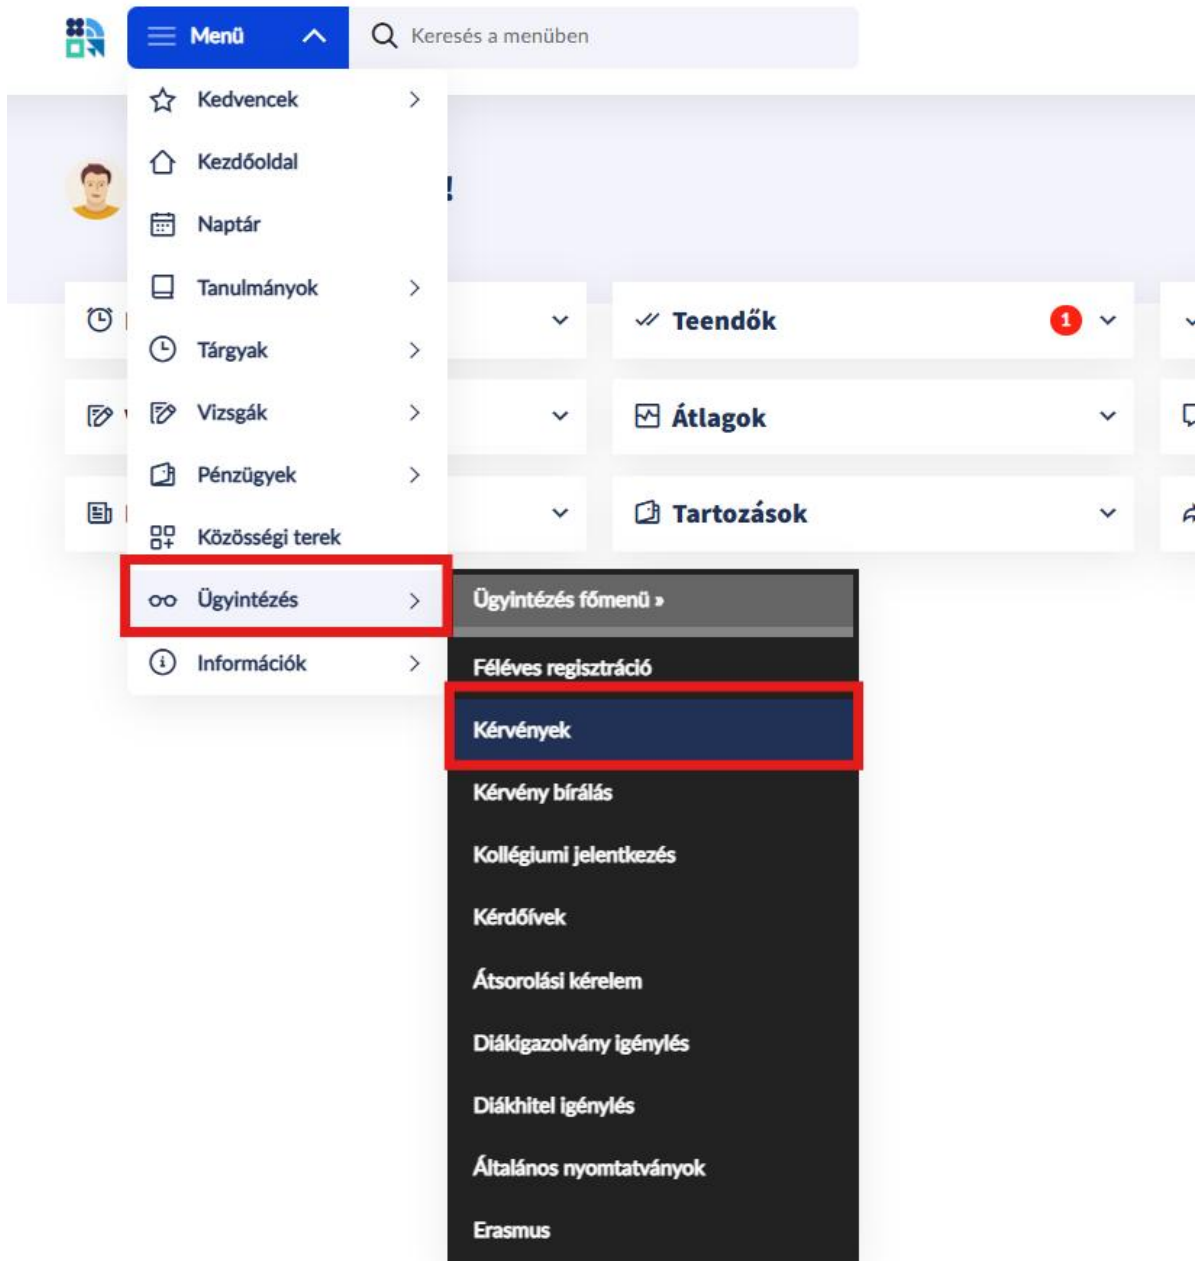 Menü
Keresés a menüben
Kedvencek
Kezdőoldal
!
Naptár
Tanulmányok
Teendők
1
Tárgyak
Vizsgák
Átlagok
Pénzügyek
Tartozások
Közösségi terek
Ügyintézés
Ügyintézés főmenü »
Információk
Féléves regisztráció
Kérvények
Kérvény bírálás
Kollégiumi jelentkezés
Kérdőívek
Átsorolási kérelem
Diákigazolvány igénylés
Diákhitel igénylés
Általános nyomtatványok
Erasmus